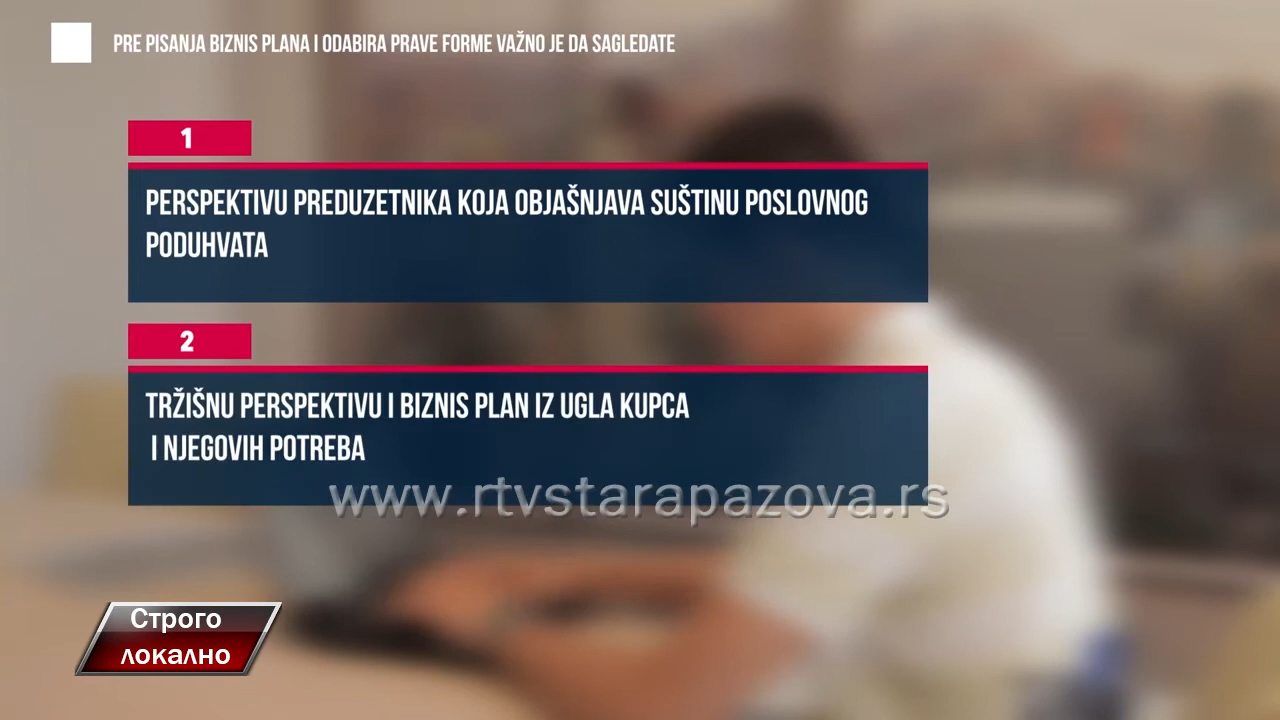 PRE PISANJA BIZNIS PLANA I ODABIRA PRAVE FORME VAŽNO JE DA SAGLEDATE
1
PERSPEKTIVU PREDUZETNIKA KOJA OBJAŠNJAVA SUŠTINU POSLOVNOG
PODUHVATA
2
TRŽIŠNU PERSPEKTIVU I BIZNIS PLAN IZ UGLA KUPCA
I NJEGOVIH POTREBA
www.rtvstarapazova.rs
Строго
локално